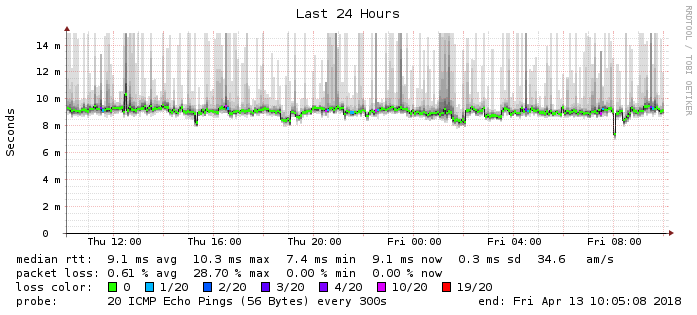 Last 24 Hours
RRDTOOL / TOBI OETIKER
Seconds
14 m
12 m
10 m
8 m
6 m
4 m
2 m
0
Thu 12:00 Thu 16:00 Thu 20:00 Fri 00:00 Fri 04:00 Fri 08:00
median rtt: 9.1 ms avg 10.3 ms max 7.4 ms min 9.1 ms now 0.3 ms sd 34.6 am/s
packet loss: 0.61 % avg 28.70 % max 0.00 % min 0.00 % now
loss color: 0 1/20 2/20 3/20 4/20 10/20 19/20
probe: 20 ICMP Echo Pings (56 Bytes) every 300s end: Fri Apr 13 10:05:08 2018